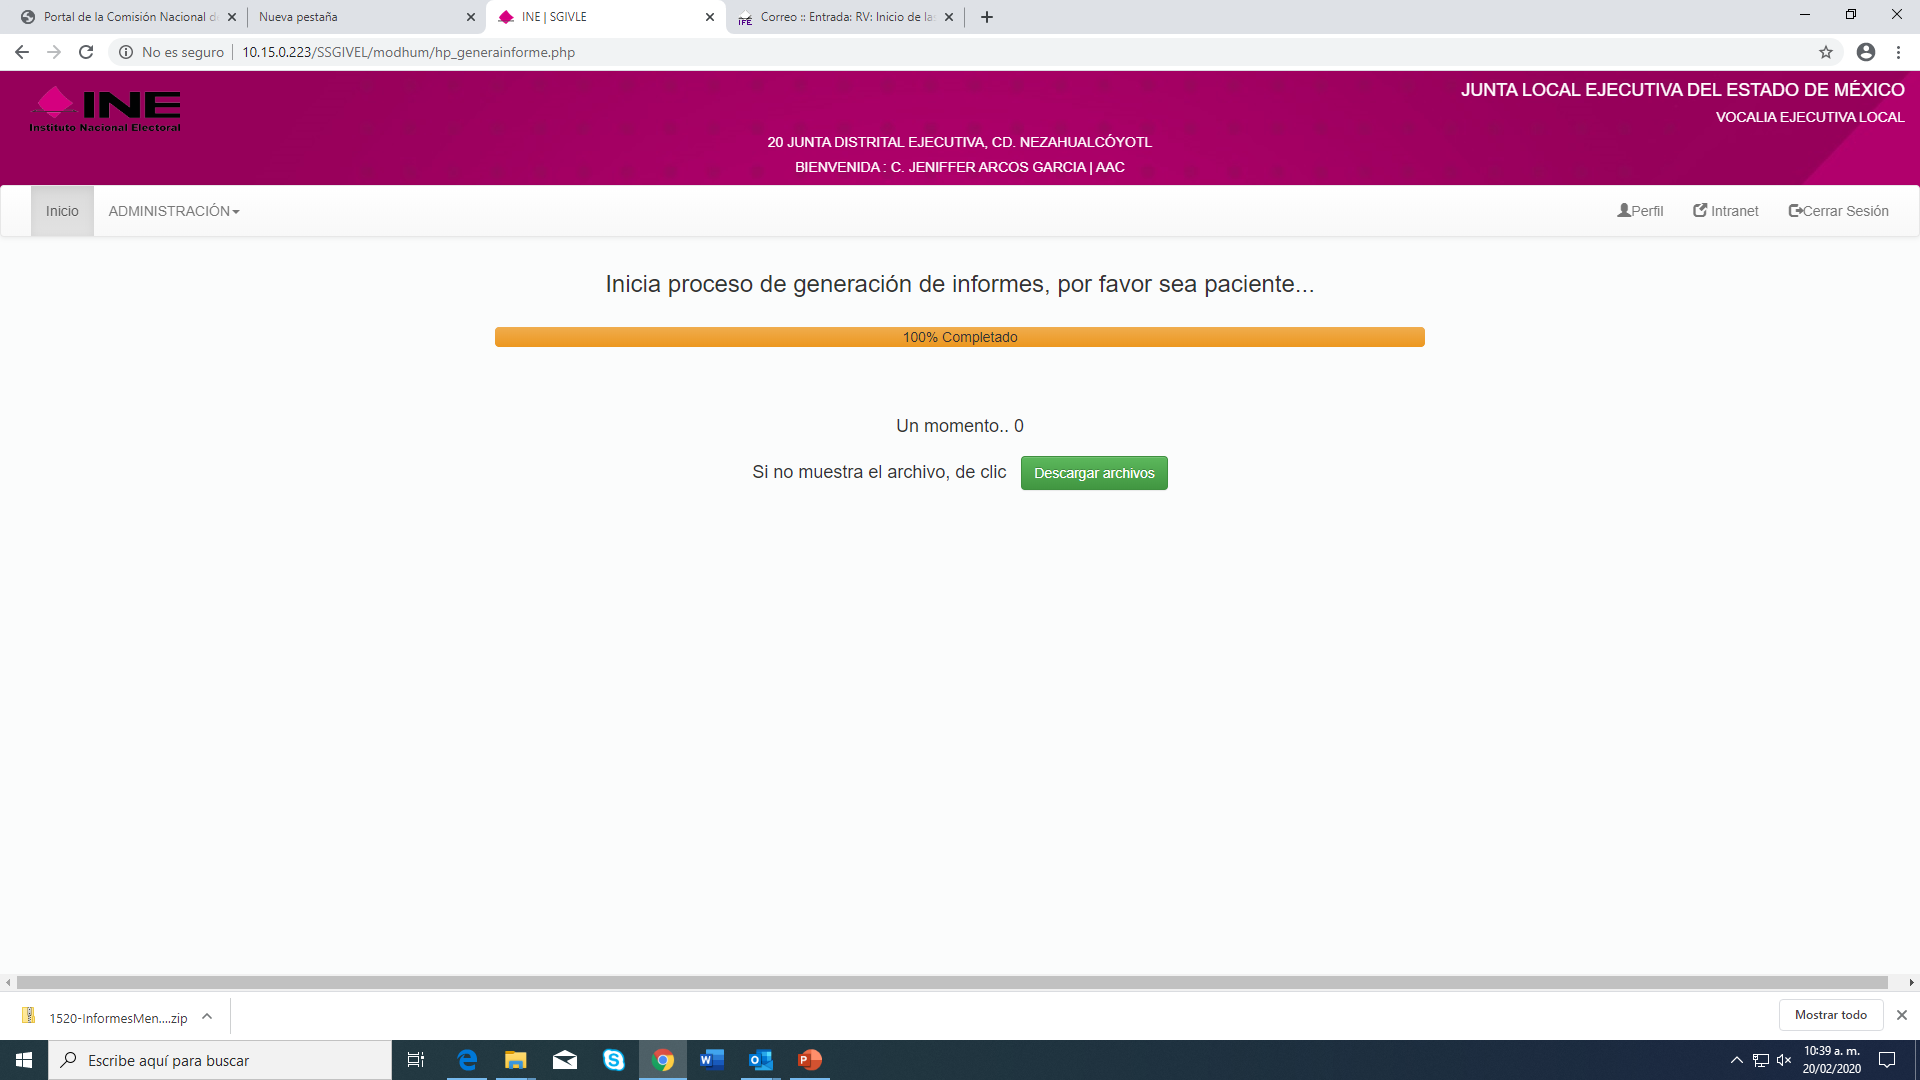 Portal de la Comisión Nacional d
Nueva pestaña
INE | SGIVLE
Correo :: Entrada: RV: Inicio de la
No es seguro
10.15.0.223/SSGIVEL/modhum/hp_generainforme.php
INE
Instituto Nacional Electoral
JUNTA LOCAL EJECUTIVA DEL ESTADO DE MÉXICO
VOCALIA EJECUTIVA LOCAL
20 JUNTA DISTRITAL EJECUTIVA, CD. NEZAHUALCÓYOTL
BIENVENIDA : C. JENIFFER ARCOS GARCIA | AAC
Inicio
ADMINISTRACIÓN
Perfil
Intranet
Cerrar Sesión
Inicia proceso de generación de informes, por favor sea paciente...
100% Completado
Un momento.. 0
Si no muestra el archivo, de clic
Descargar archivos
1520-InformesMen....zip
Mostrar todo
Escribe aquí para buscar
10:39 a. m.
20/02/2020